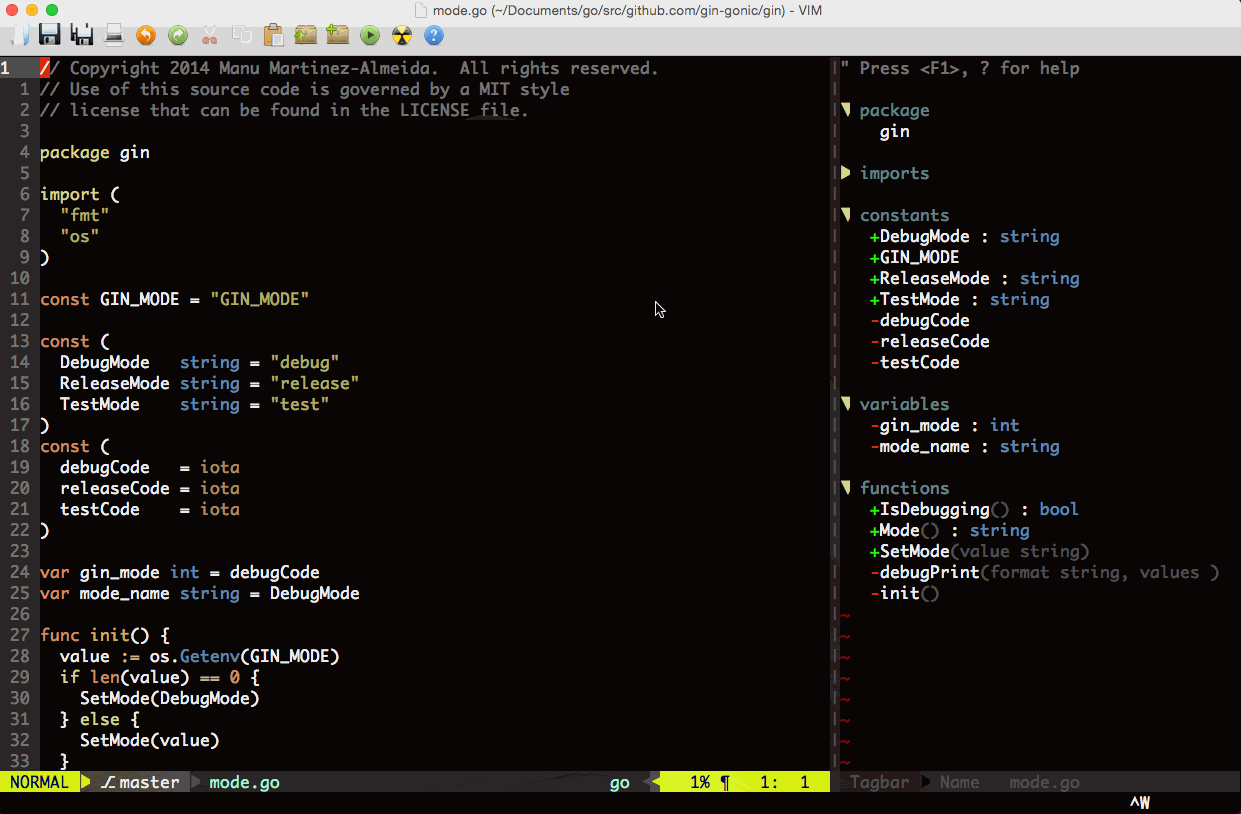 mode.go (~/Documents/go/src/github.com/gin-gonic/gin) - VIM
1 // Copyright 2014 Manu Martinez-Almeida.  All rights reserved.
1 // Use of this source code is governed by a MIT style
2 // license that can be found in the LICENSE file.
3
4 package gin
5
6 import (
7   "fmt"
8   "os"
9 )
10
11 const GIN_MODE = "GIN_MODE"
12
13 const (
14   DebugMode   string = "debug"
15   ReleaseMode string = "release"
16   TestMode    string = "test"
17 )
18 const (
19   debugCode   = iota
20   releaseCode = iota
21   testCode    = iota
22 )
23
24 var gin_mode int = debugCode
25 var mode_name string = DebugMode
26
27 func init() {
28   value := os.Getenv(GIN_MODE)
29   if len(value) == 0 {
30     SetMode(DebugMode)
31   } else {
32     SetMode(value)
33   }
NORMAL master mode.go go 1% ¶ 1: 1
" Press <F1>, ? for help
▼ package
gin
▶ imports
▼ constants
+DebugMode : string
+GIN_MODE
+ReleaseMode : string
+TestMode : string
-debugCode
-releaseCode
-testCode
▼ variables
-gin_mode : int
-mode_name : string
▼ functions
+IsDebugging() : bool
+Mode() : string
+SetMode(value string)
-debugPrint(format string, values )
-init()
~
~
~
~
~
~
~
~
Tagbar Name mode.go
^W